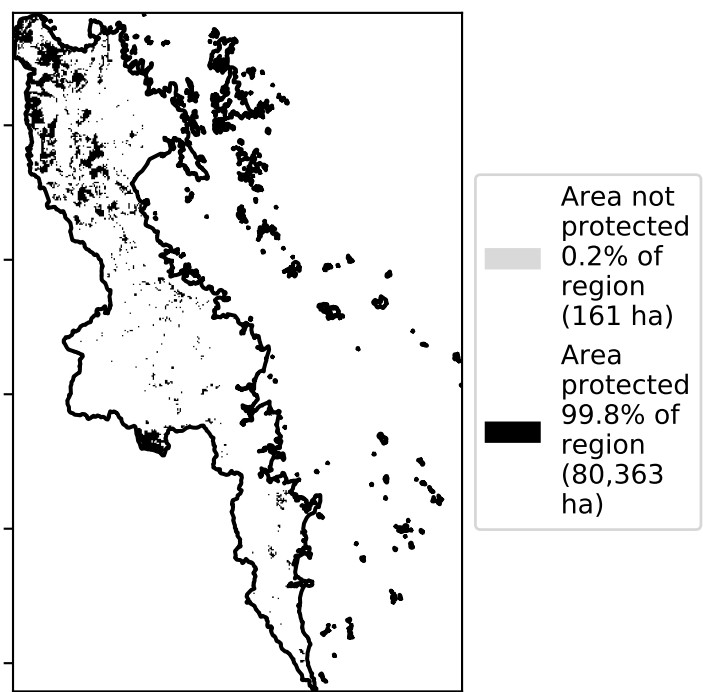 Area not
protected
0.2% of
region
(161 ha)
Area
protected
99.8% of
region
(80,363
ha)